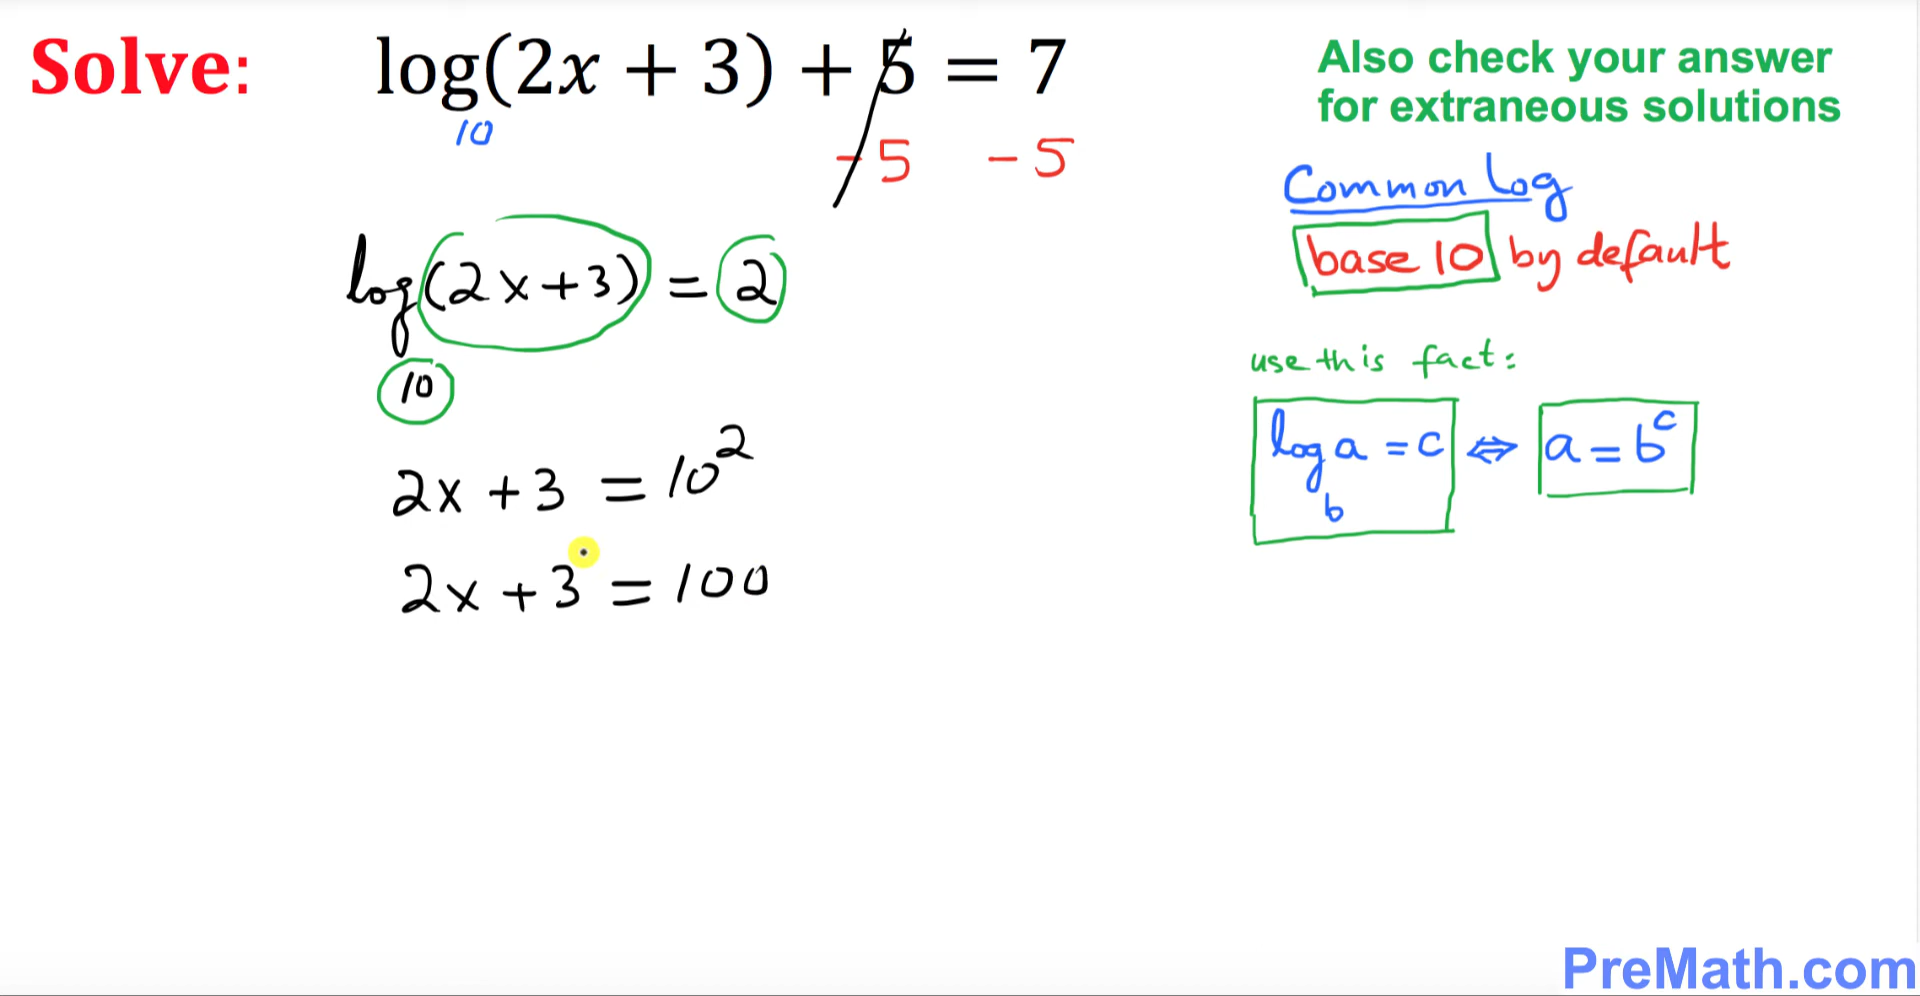 Solve: log(2x + 3) + 5 = 7
10
-5 -5
log(2x+3) = 2
10
2x + 3 = 10²
2x + 3 = 100
Also check your answer
for extraneous solutions
Common Log
base 10 by default
use this fact:
log a = c ⇔ a = b^c
b
PreMath.com